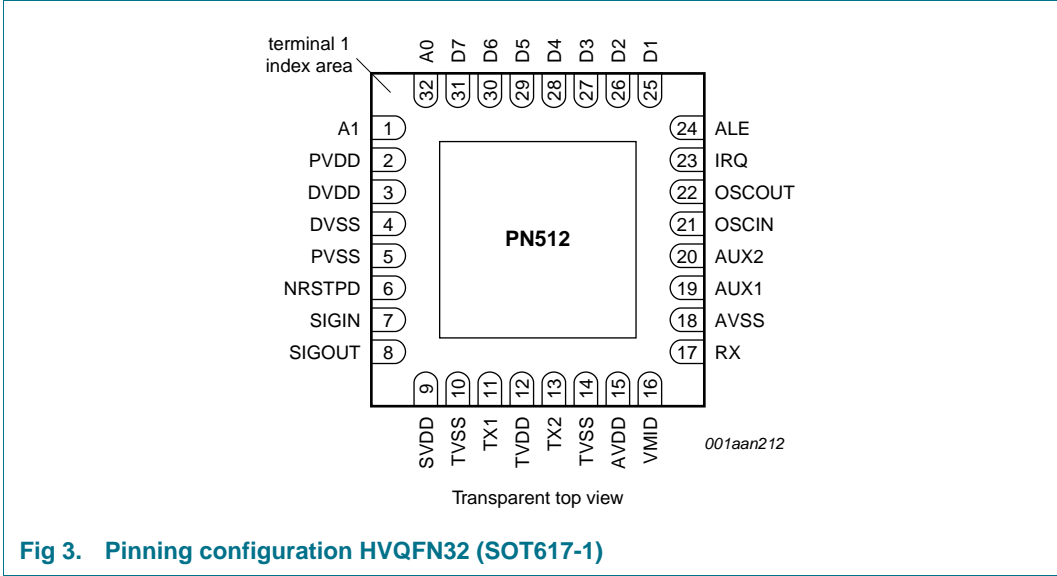 terminal 1
index area
A0 D7 D6 D5 D4 D3 D2 D1
32 31 30 29 28 27 26 25
A1 1 24 ALE
PVDD 2 23 IRQ
DVDD 3 22 OSCOUT
DVSS 4 21 OSCIN
PN512
PVSS 5 20 AUX2
NRSTPD 6 19 AUX1
SIGIN 7 18 AVSS
SIGOUT 8 17 RX
9 10 11 12 13 14 15 16
SVDD TVSS TX1 TVDD TX2 TVSS AVDD VMID
001aan212
Transparent top view
Fig 3. Pinning configuration HVQFN32 (SOT617-1)